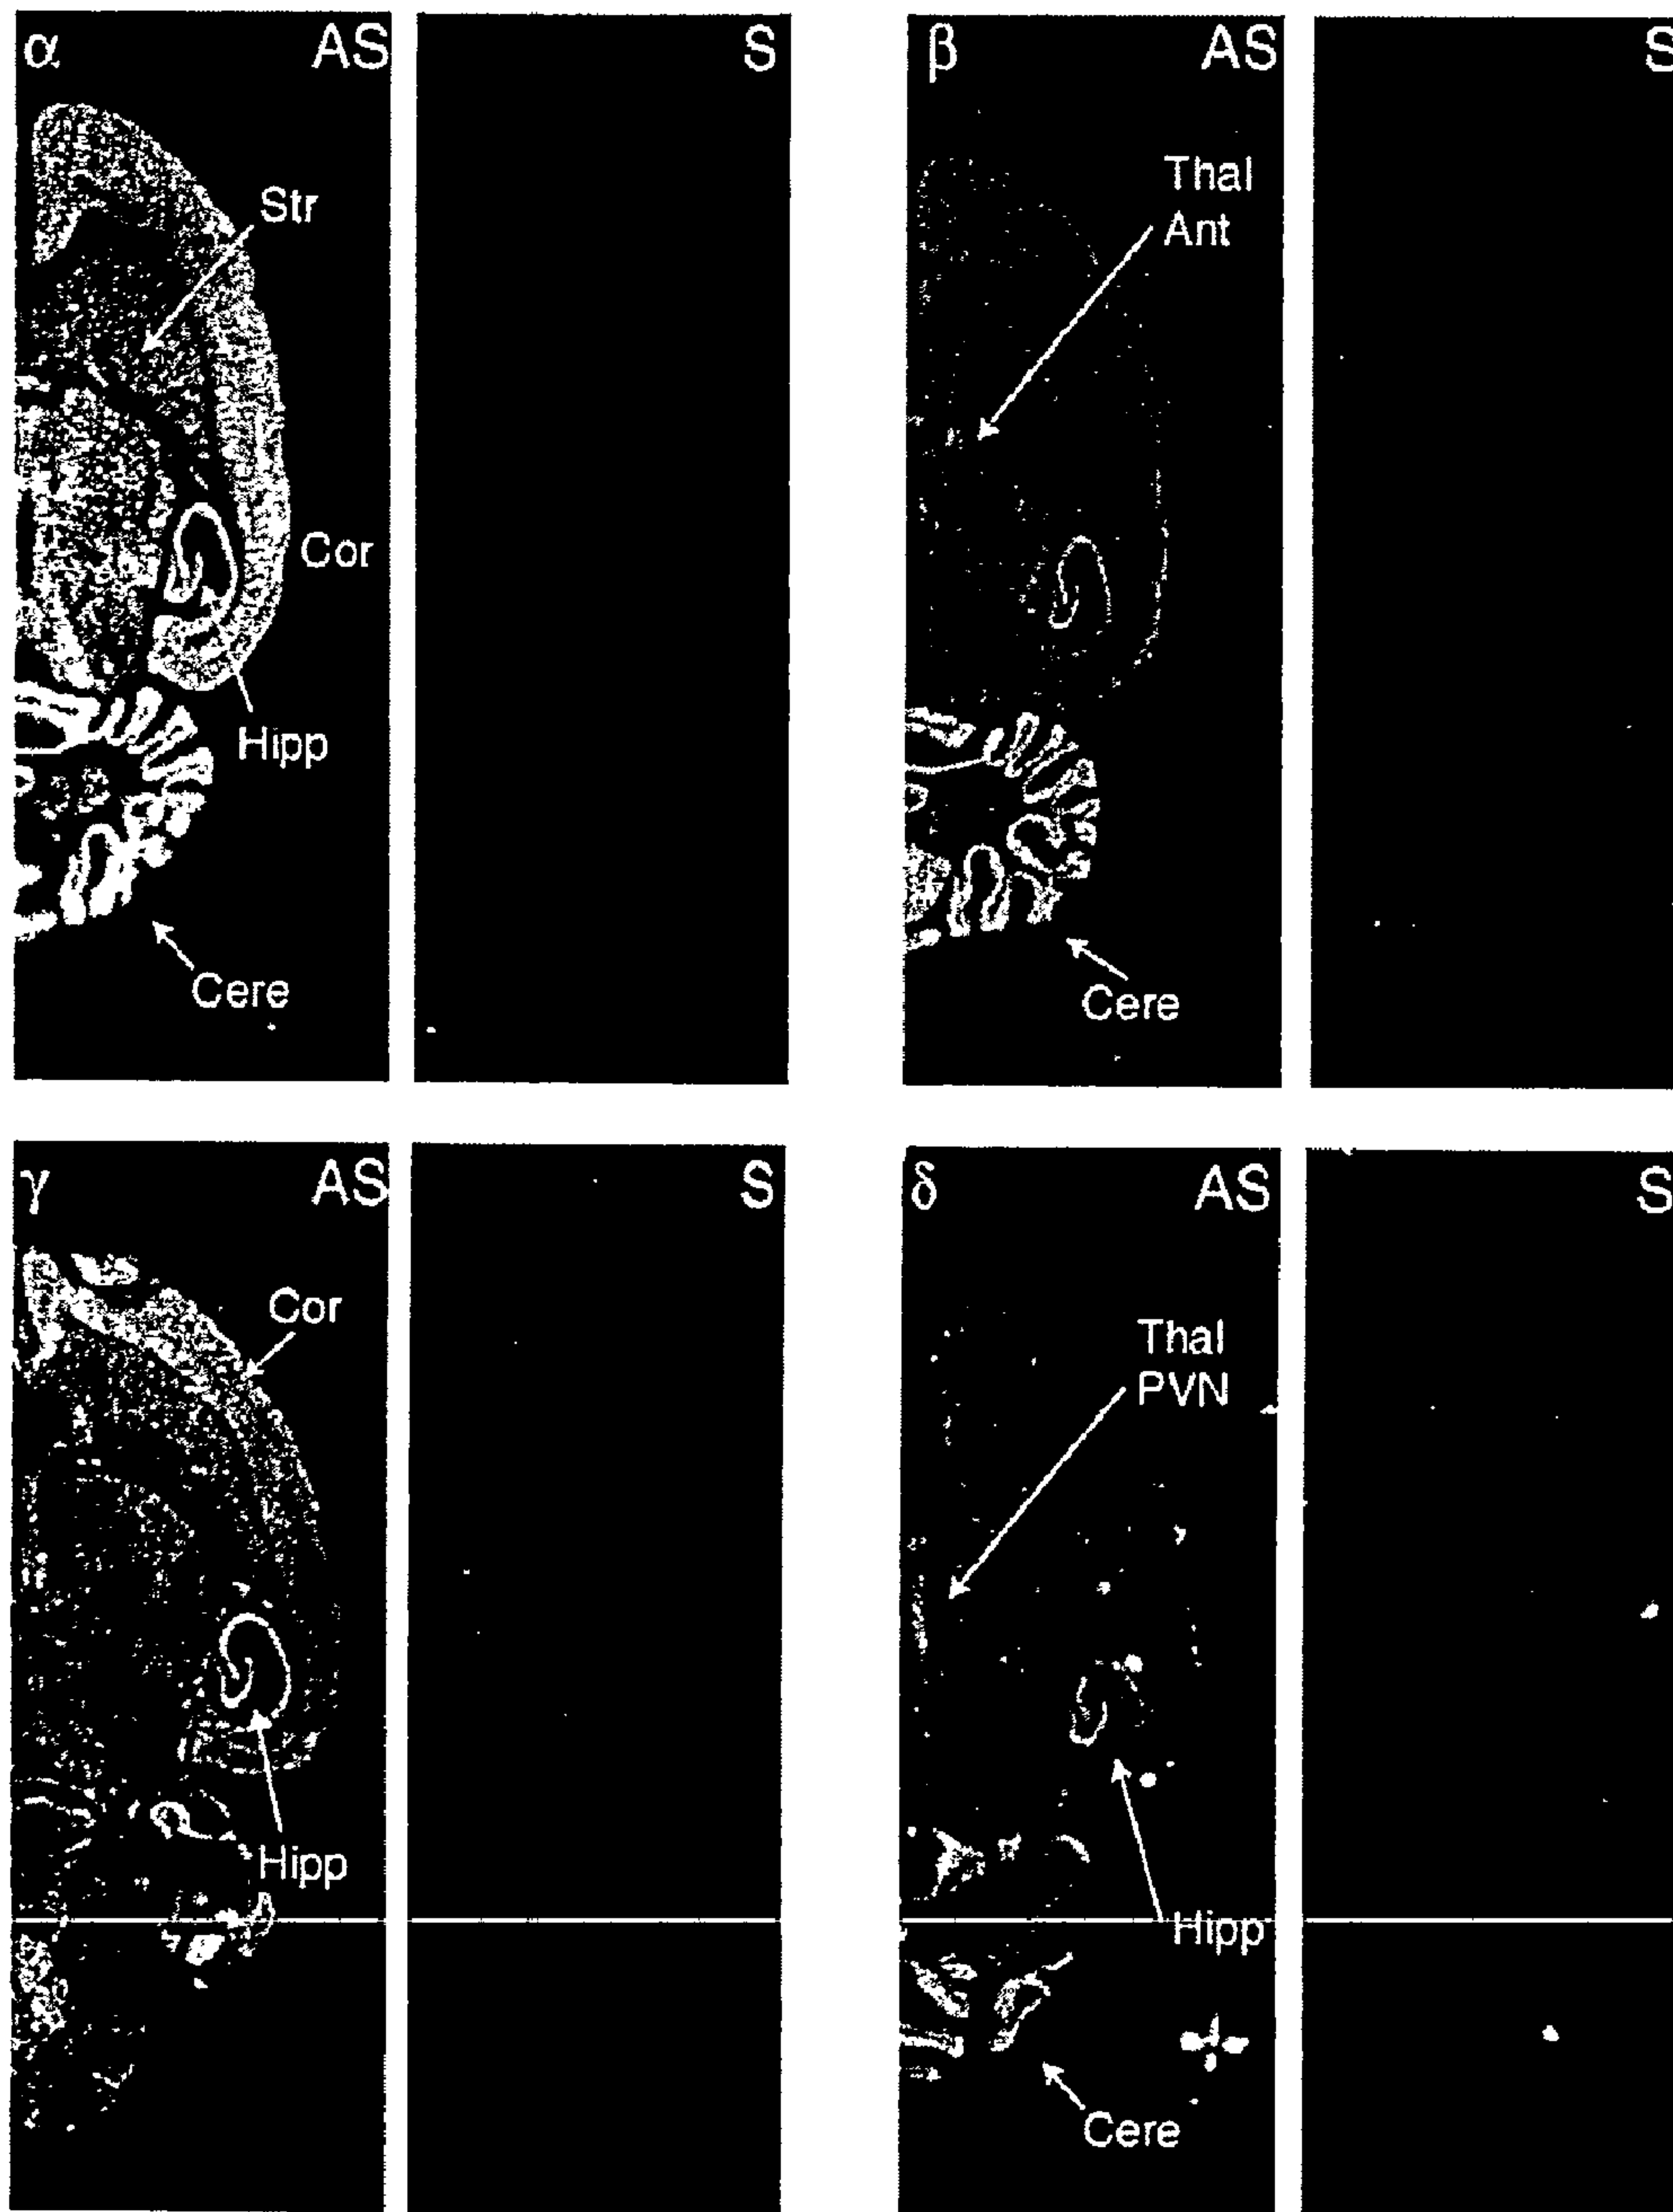 α AS
S
Str
Cor
Hipp
Cere
β AS
S
Thal
Ant
Cere
γ AS
S
Cor
Hipp
δ AS
S
Thal
PVN
Hipp
Cere